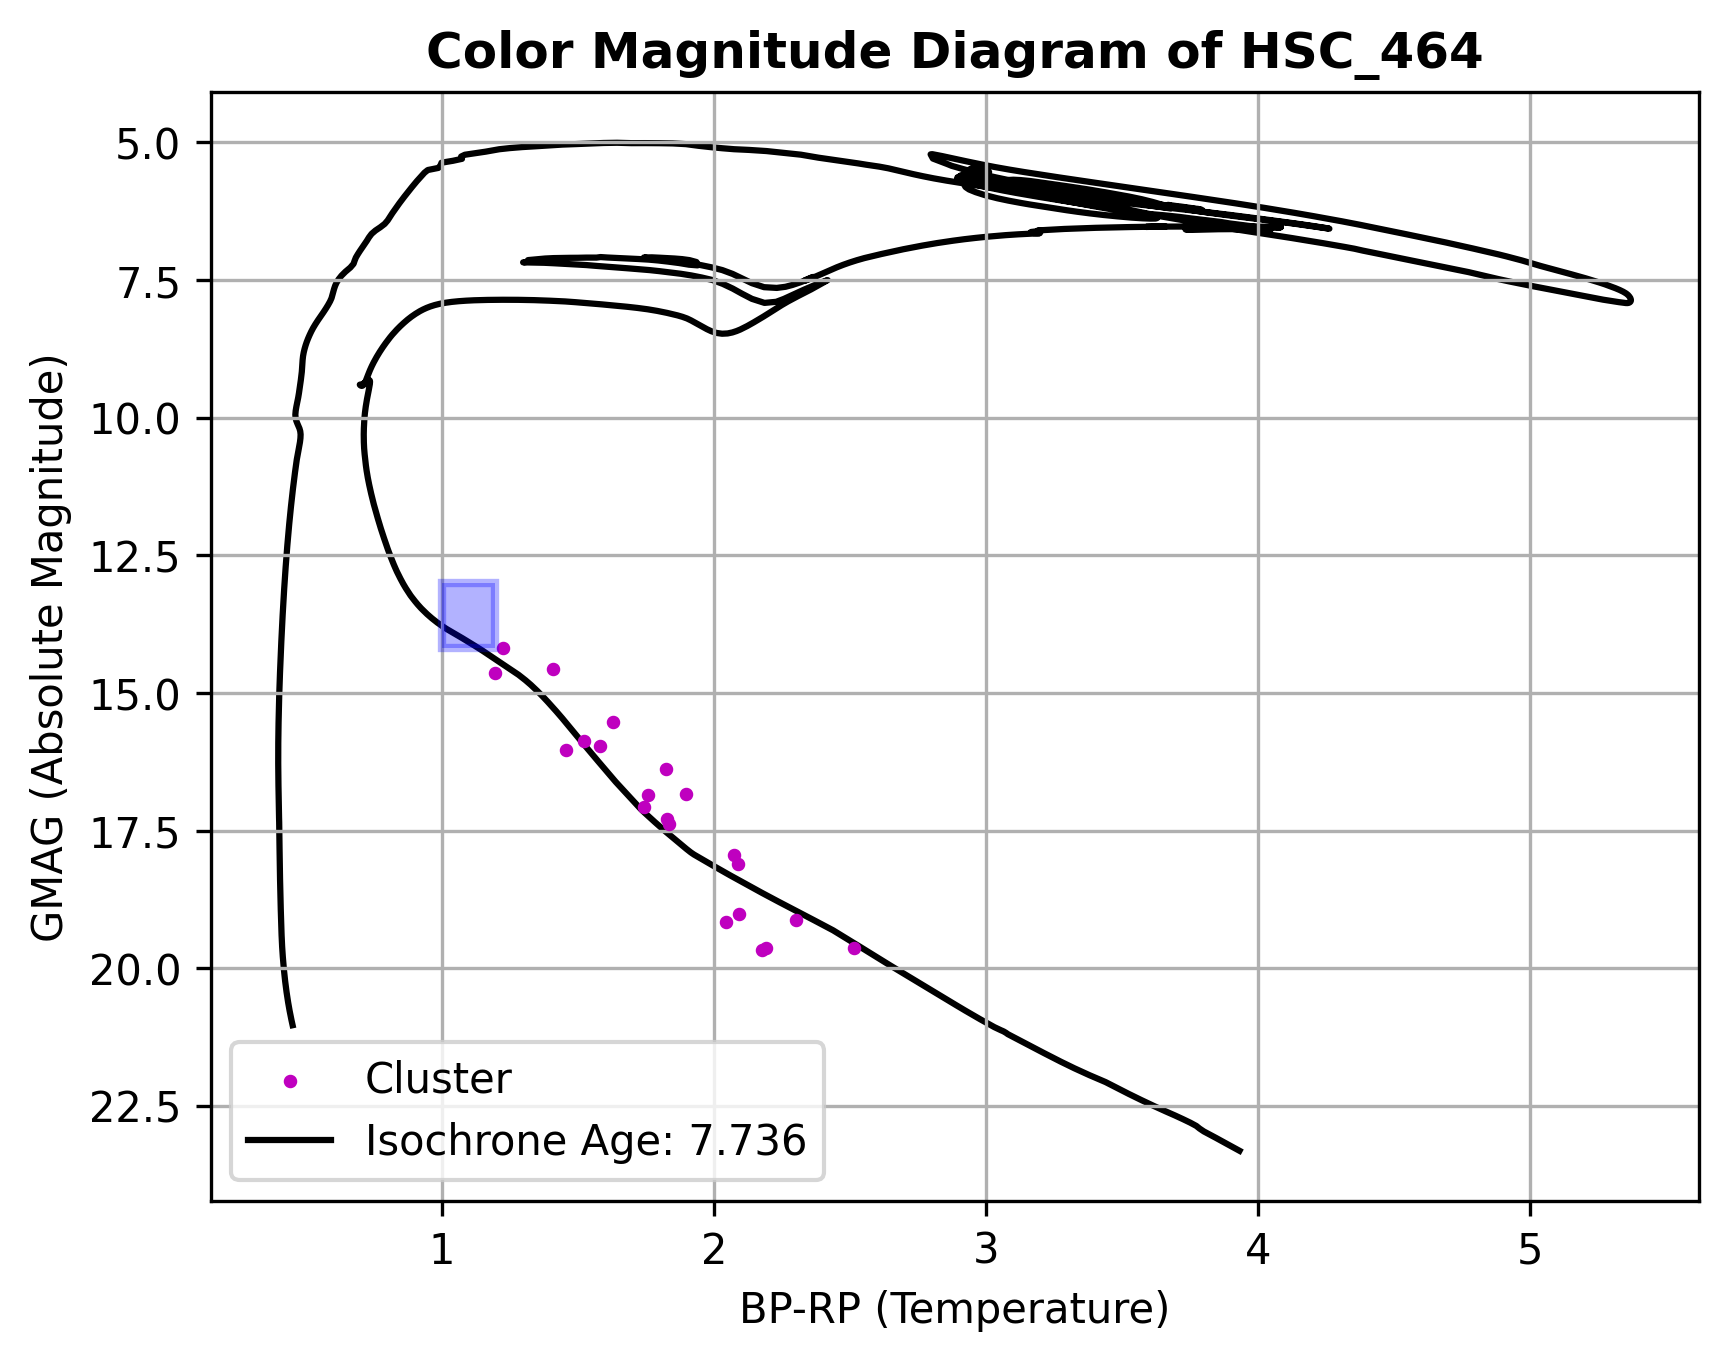 Color Magnitude Diagram of HSC_464
GMAG (Absolute Magnitude)
5.0
7.5
10.0
12.5
15.0
17.5
20.0
22.5
Cluster
Isochrone Age: 7.736
1 2 3 4 5
BP-RP (Temperature)